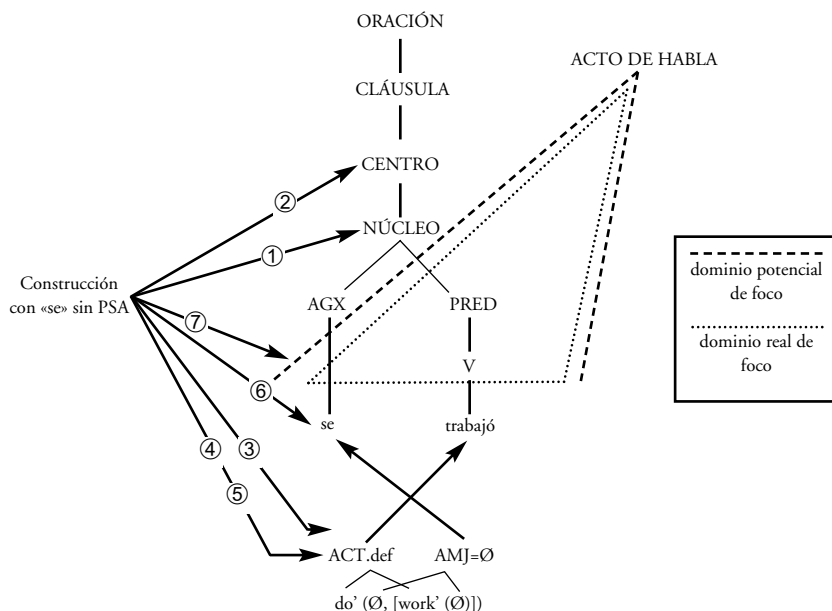 ORACIÓN
ACTO DE HABLA
CLÁUSULA
CENTRO
②
NÚCLEO
①
Construcción
con «se» sin PSA
AGX
PRED
⑦
V
⑥
se
trabajó
④
③
⑤
ACT.def
AMJ=Ø
do’ (Ø, [work’ (Ø)])
dominio potencial
de foco
dominio real de
foco